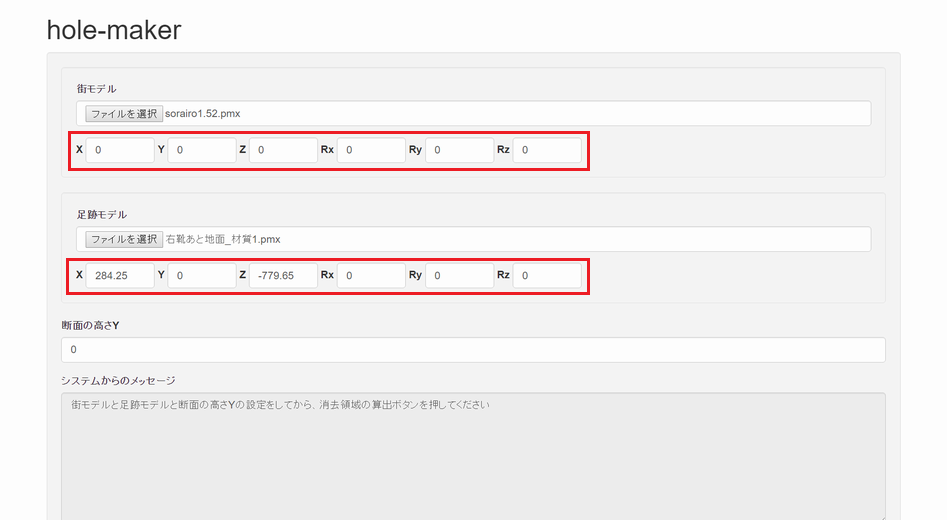 hole-maker
街モデル
ファイルを選択 sorairo1.52.pmx
X 0 Y 0 Z 0 Rx 0 Ry 0 Rz 0
足跡モデル
ファイルを選択 右靴あと地面_材質1.pmx
X 284.25 Y 0 Z -779.65 Rx 0 Ry 0 Rz 0
断面の高さY
0
システムからのメッセージ
街モデルと足跡モデルと断面の高さYの設定をしてから、消去領域の算出ボタンを押してください